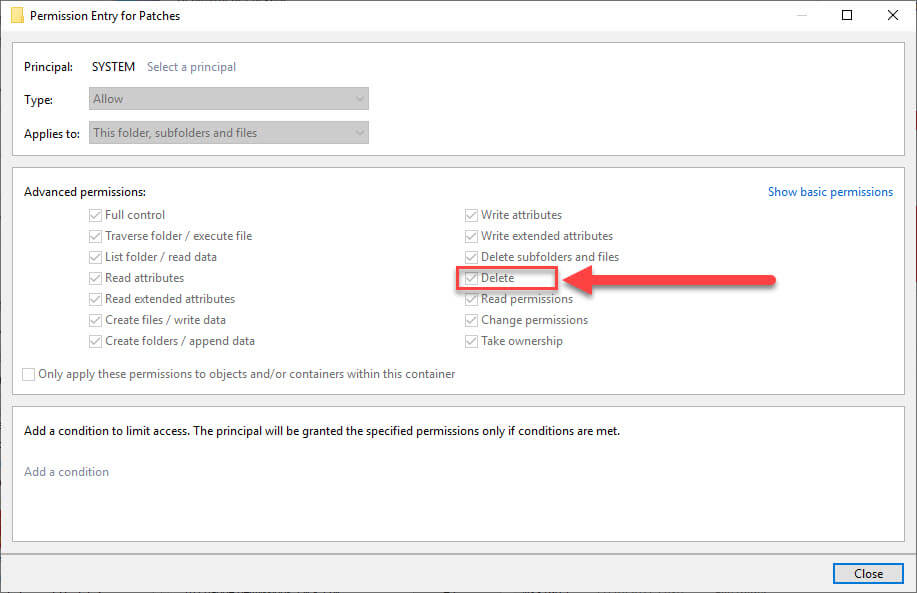 Permission Entry for Patches
Principal: SYSTEM Select a principal
Type: Allow
Applies to: This folder, subfolders and files
Advanced permissions: Show basic permissions
Full control
Traverse folder / execute file
List folder / read data
Read attributes
Read extended attributes
Create files / write data
Create folders / append data
Write attributes
Write extended attributes
Delete subfolders and files
Delete
Read permissions
Change permissions
Take ownership
Only apply these permissions to objects and/or containers within this container
Add a condition to limit access. The principal will be granted the specified permissions only if conditions are met.
Add a condition
Close